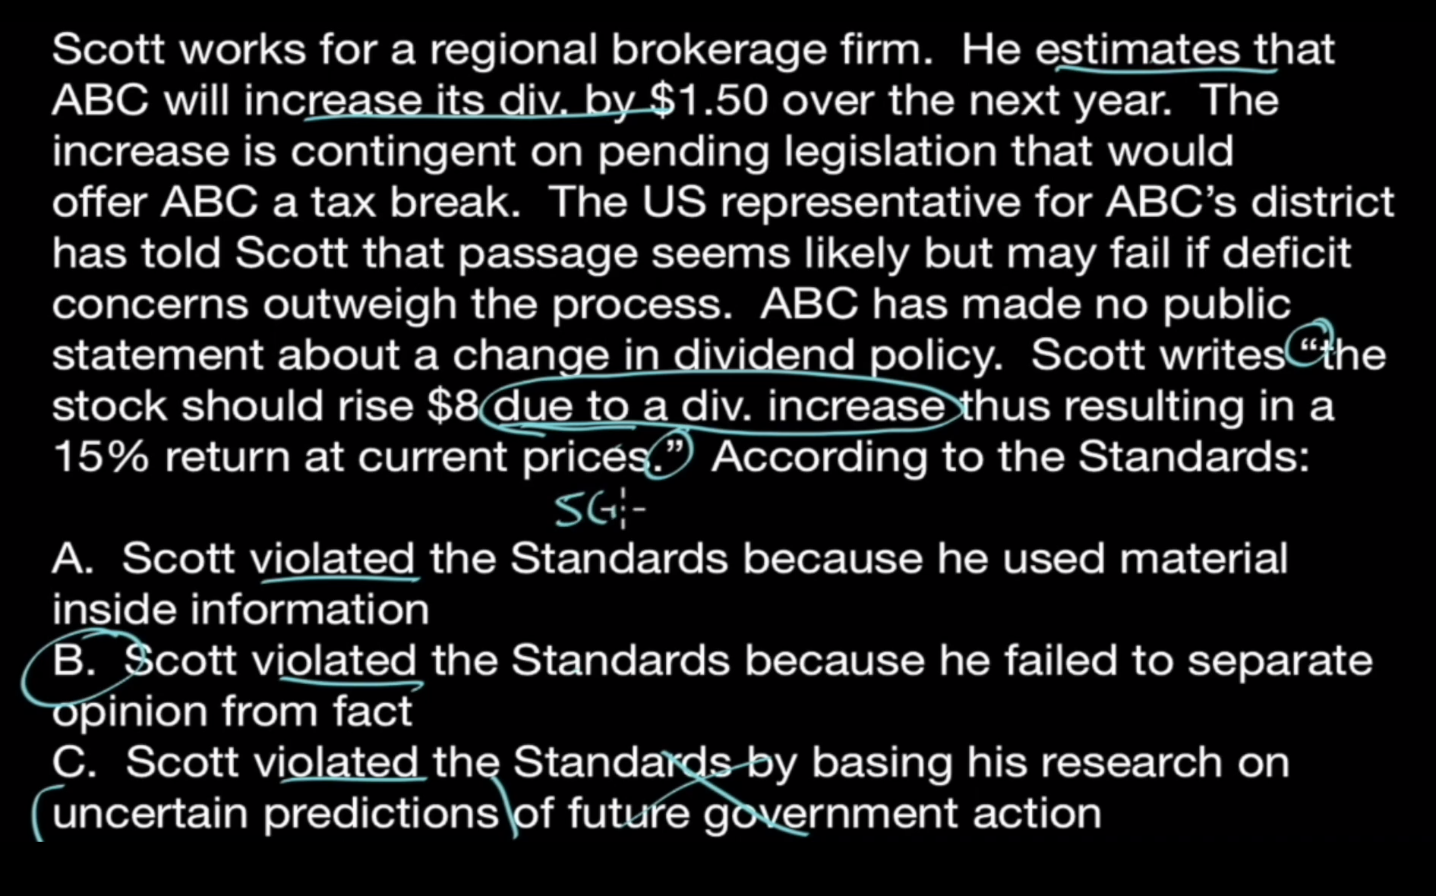 Scott works for a regional brokerage firm. He estimates that
ABC will increase its div. by $1.50 over the next year. The
increase is contingent on pending legislation that would
offer ABC a tax break. The US representative for ABC’s district
has told Scott that passage seems likely but may fail if deficit
concerns outweigh the process. ABC has made no public
statement about a change in dividend policy. Scott writes “the
stock should rise $8 due to a div. increase thus resulting in a
15% return at current prices.” According to the Standards:
A. Scott violated the Standards because he used material
inside information
B. Scott violated the Standards because he failed to separate
opinion from fact
C. Scott violated the Standards by basing his research on
uncertain predictions of future government action